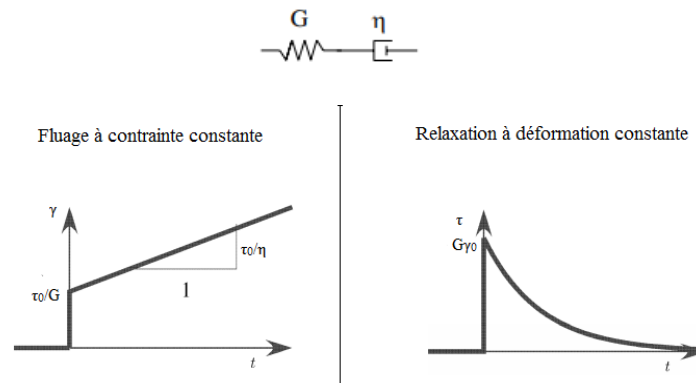 G η
Fluage à contrainte constante
Relaxation à déformation constante
γ
τ0/η
τ0/G
1
t
τ
Gγ0
t